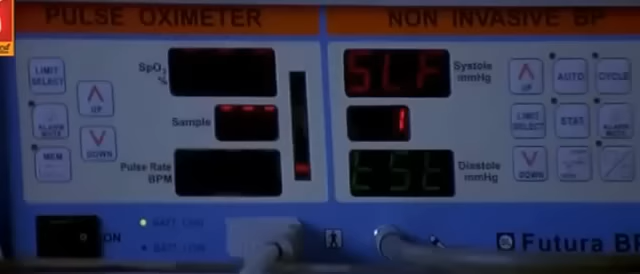 PULSE OXIMETER
NON INVASIVE BP
SpO2
%
LIMIT
SELECT
UP
Sample
ALARM
MUTE
DOWN
MEM
Pulse Rate
BPM
ON
SLF
Systole
mmHg
1
tSt
Diastole
mmHg
UP
AUTO
CYCLE
LIMIT
SELECT
STAT
ALARM
MUTE
DOWN
BATT LOW
Futura BP